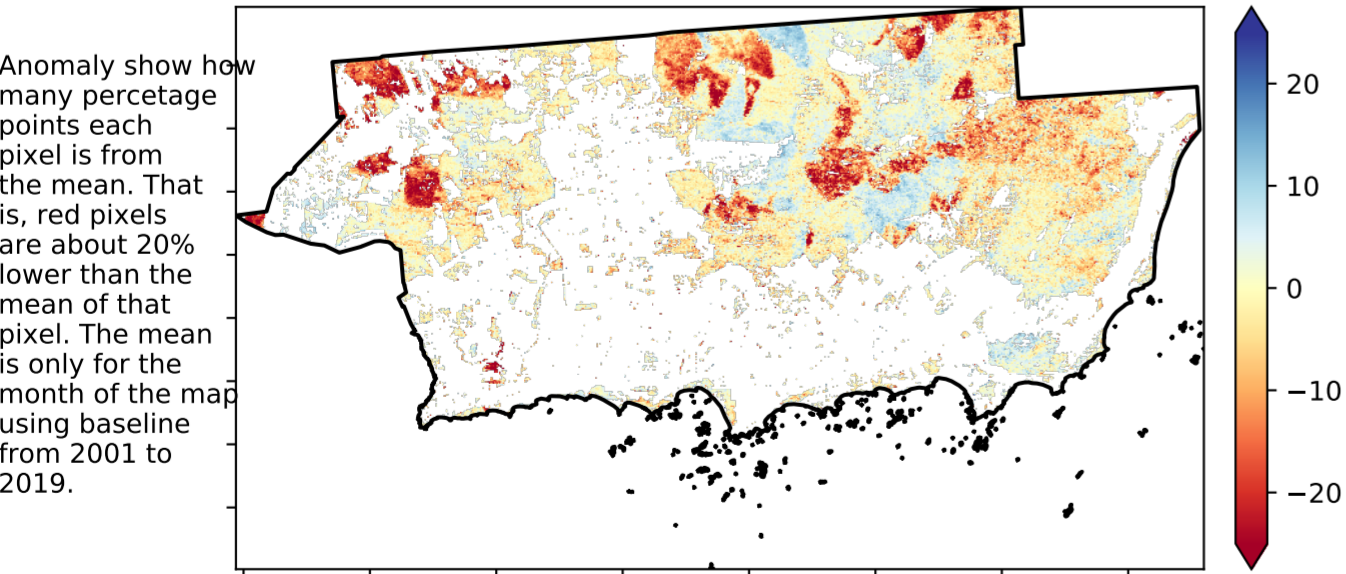 Anomaly show how
many percetage
points each
pixel is from
the mean. That
is, red pixels
are about 20%
lower than the
mean of that
pixel. The mean
is only for the
month of the map
using baseline
from 2001 to
2019.
20
10
0
−10
−20